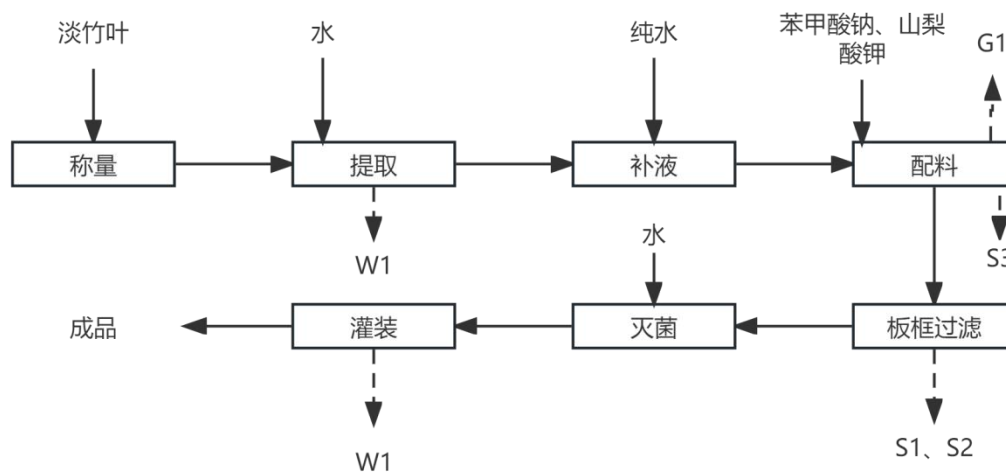 淡竹叶
水
纯水
苯甲酸钠、山梨
酸钾
G1
称量
提取
补液
配料
W1
水
S3
成品
灌装
灭菌
板框过滤
W1
S1、S2